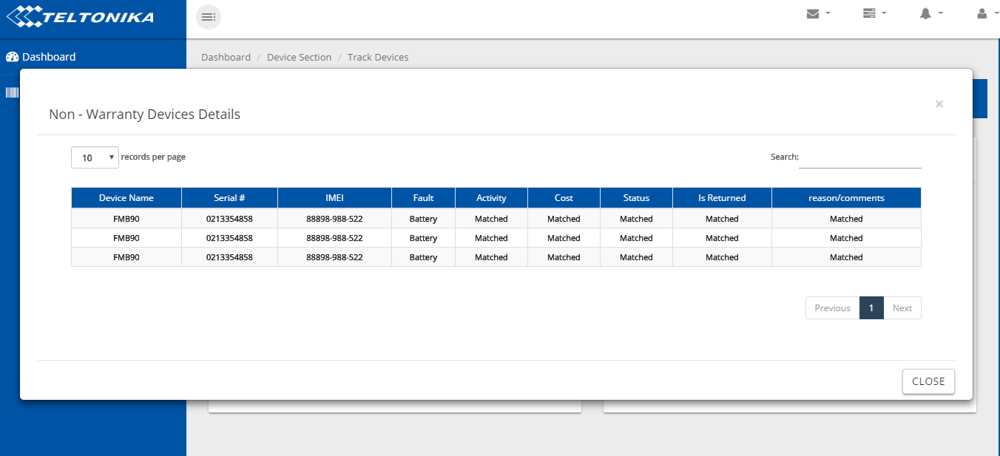 TELTONIKA
Dashboard
Dashboard / Device Section / Track Devices
×
Non - Warranty Devices Details
10 records per page Search:
Device Name Serial # IMEI Fault Activity Cost Status Is Returned reason/comments
FMB90 0213354858 88898-988-522 Battery Matched Matched Matched Matched Matched
FMB90 0213354858 88898-988-522 Battery Matched Matched Matched Matched Matched
FMB90 0213354858 88898-988-522 Battery Matched Matched Matched Matched Matched
Previous 1 Next
CLOSE